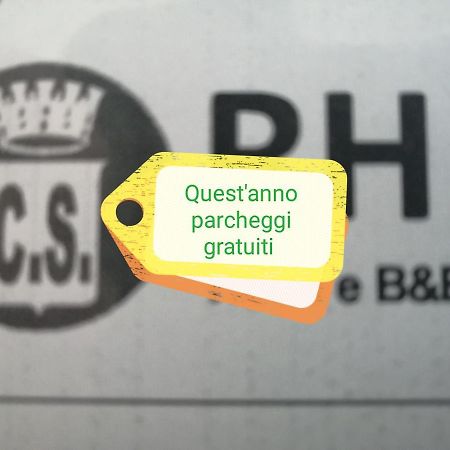 C.S.
PH
e B&B
Quest'anno
parcheggi
gratuiti